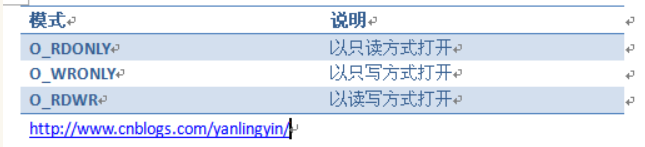 模式 说明
O_RDONLY 以只读方式打开
O_WRONLY 以只写方式打开
O_RDWR 以读写方式打开
http://www.cnblogs.com/yanlingyin/